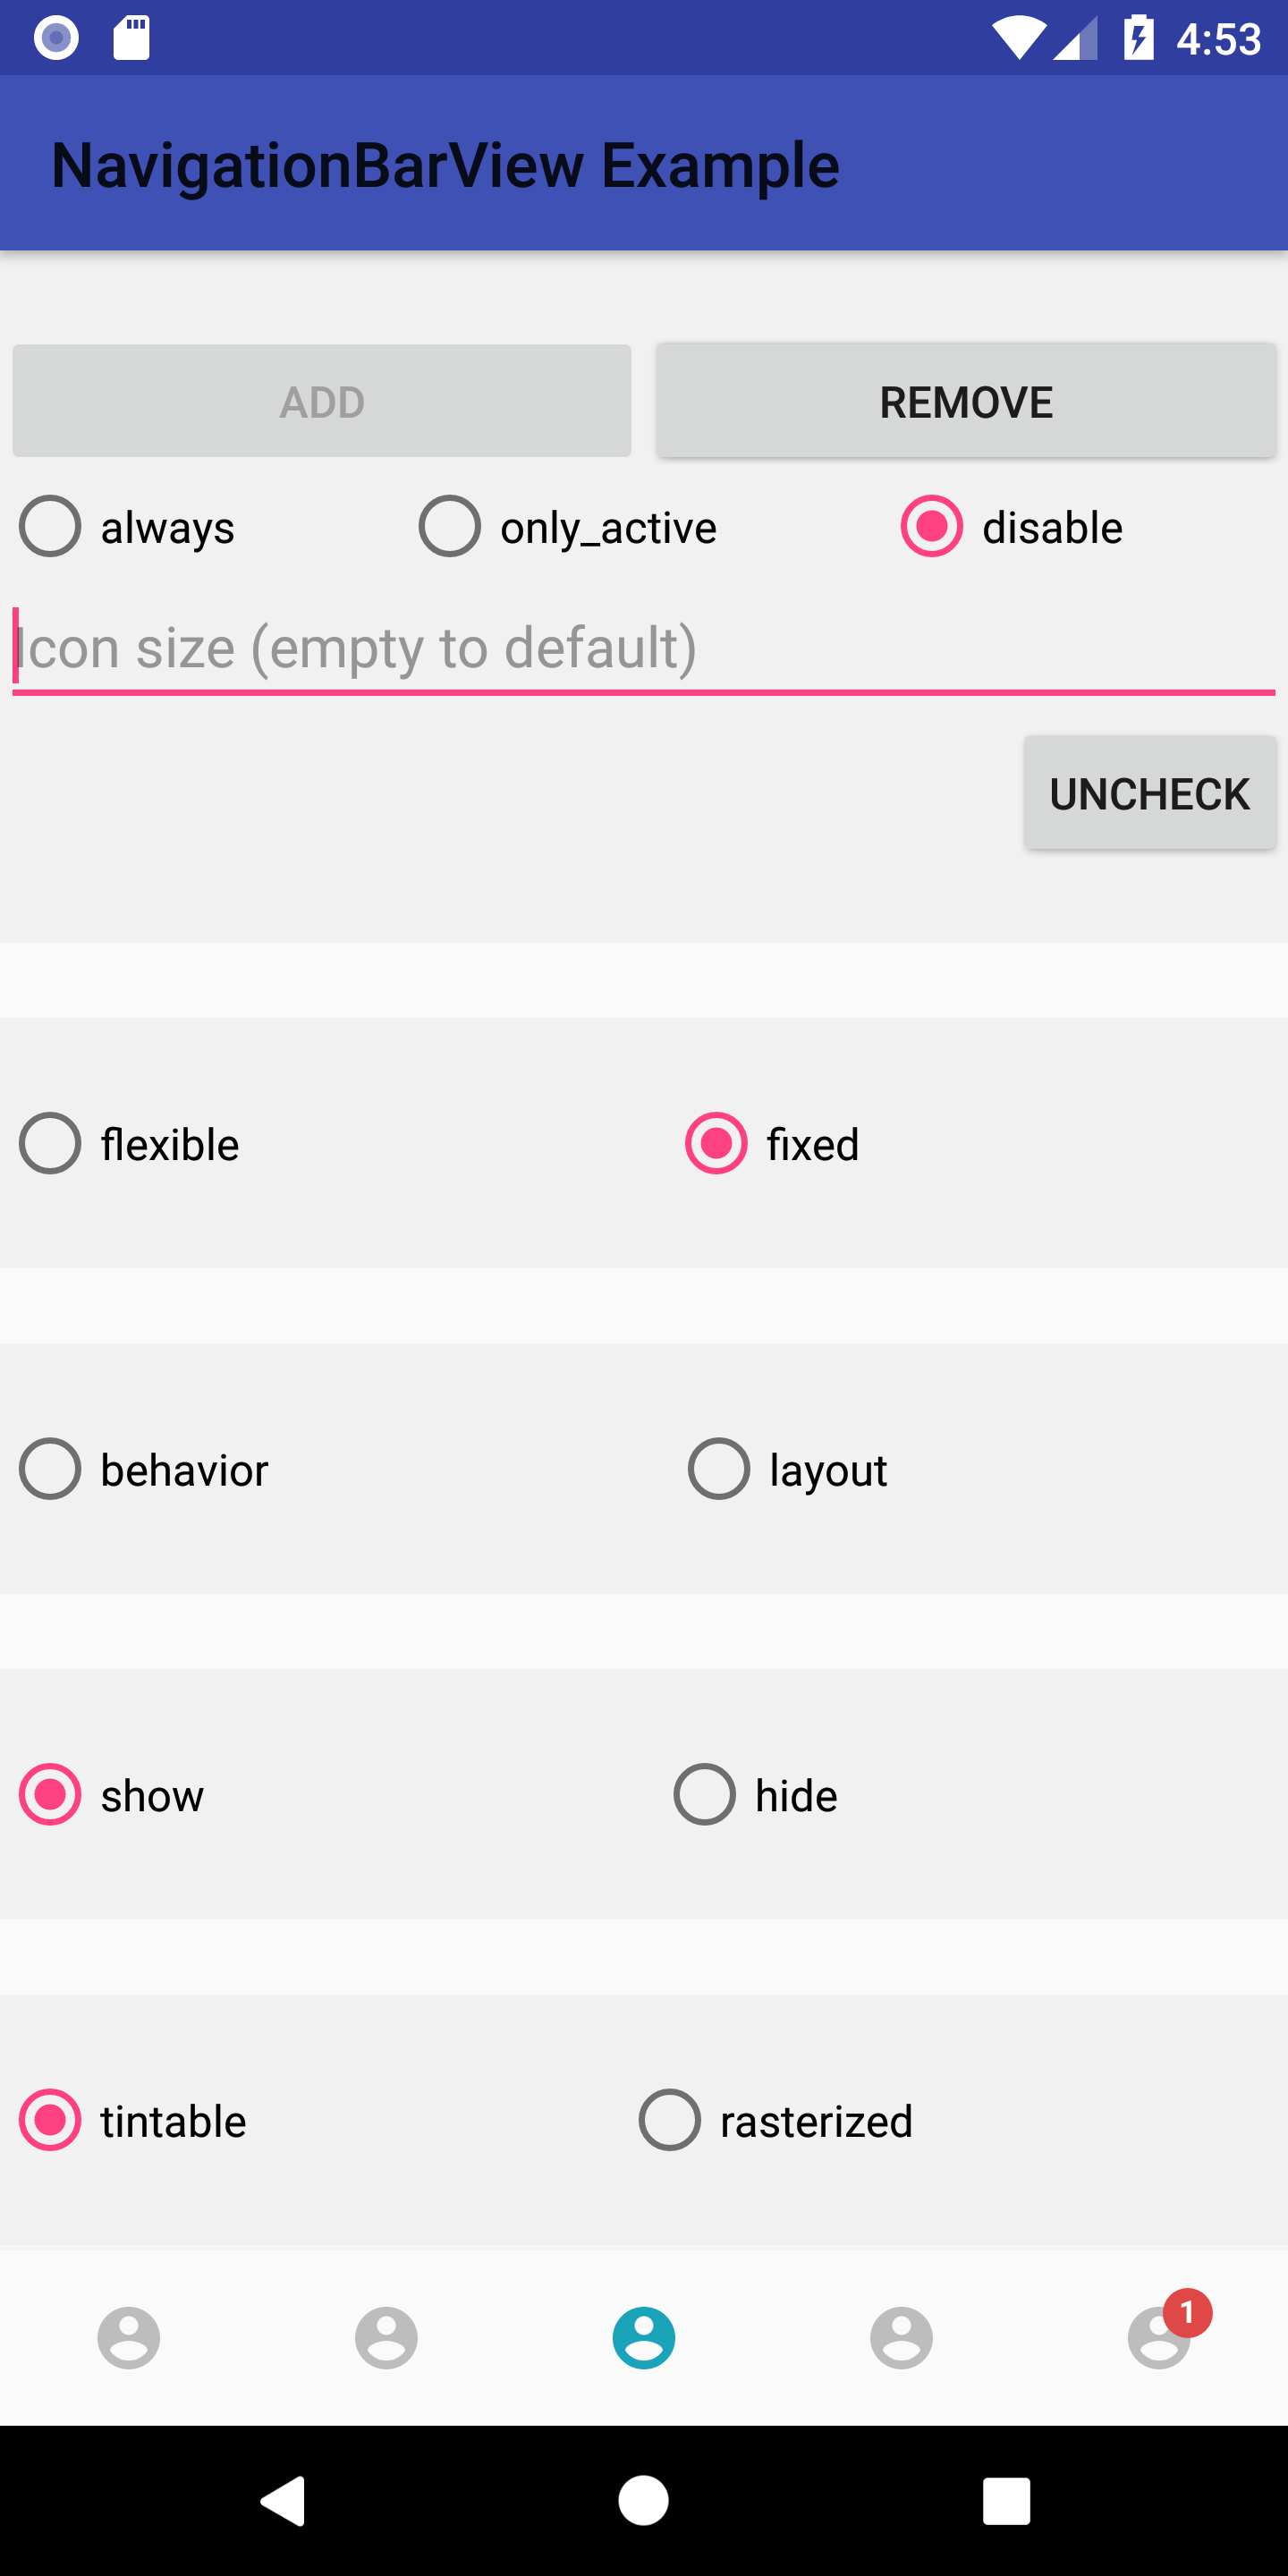 4:53
NavigationBarView Example
ADD REMOVE
always only_active disable
Icon size (empty to default)
UNCHECK
flexible fixed
behavior layout
show hide
tintable rasterized
1